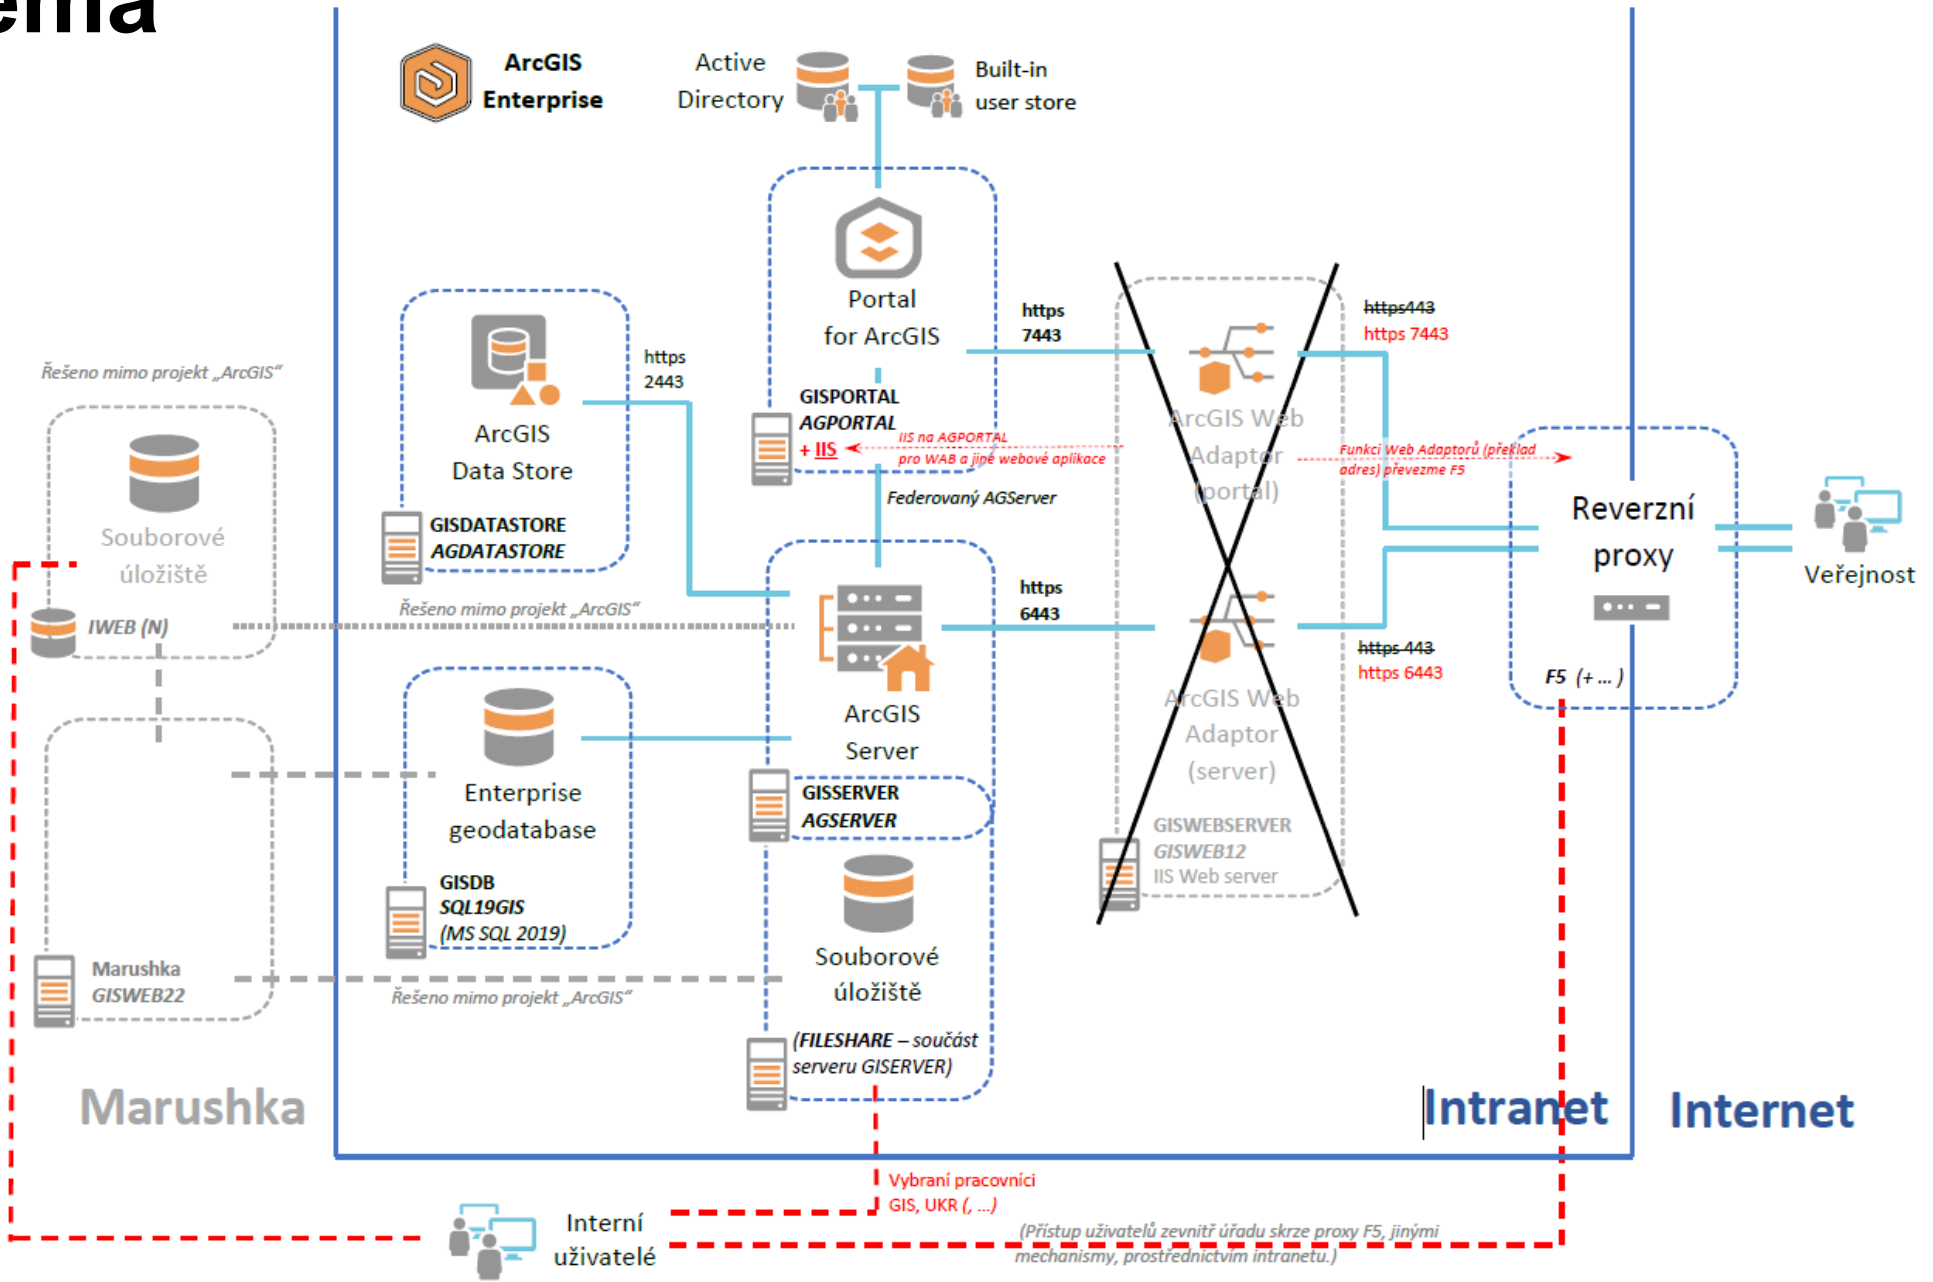 ema
ArcGIS
Enterprise
Active
Directory
Built-in
user store
Portal
for ArcGIS
GISPORTAL
AGPORTAL
+ IIS
IIS na AGPORTAL
pro WAB a jiné webové aplikace
https
7443
https443
https 7443
ArcGIS Web
Adaptor
(portal)
Funkci Web Adaptorů (překlad
adres) převezme F5
Řešeno mimo projekt „ArcGIS“
Souborové
úložiště
IWEB (N)
ArcGIS
Data Store
https
2443
GISDATASTORE
AGDATASTORE
Řešeno mimo projekt „ArcGIS“
Federovaný AGServer
https
6443
Reverzní
proxy
F5 (+ ... )
Veřejnost
https 443
https 6443
ArcGIS
Server
GISSERVER
AGSERVER
ArcGIS Web
Adaptor
(server)
GISWEBSERVER
GISWEB12
IIS Web server
Enterprise
geodatabase
GISDB
SQL19GIS
(MS SQL 2019)
Souborové
úložiště
(FILESHARE – součást
serveru GISERVER)
Marushka
GISWEB22
Řešeno mimo projekt „ArcGIS“
Marushka
Intranet
Internet
Vybraní pracovníci
GIS, UKR (, ...)
Interní
uživatelé
(Přístup uživatelů zevnitř úřadu skrze proxy F5, jinými
mechanismy, prostřednictvím intranetu.)